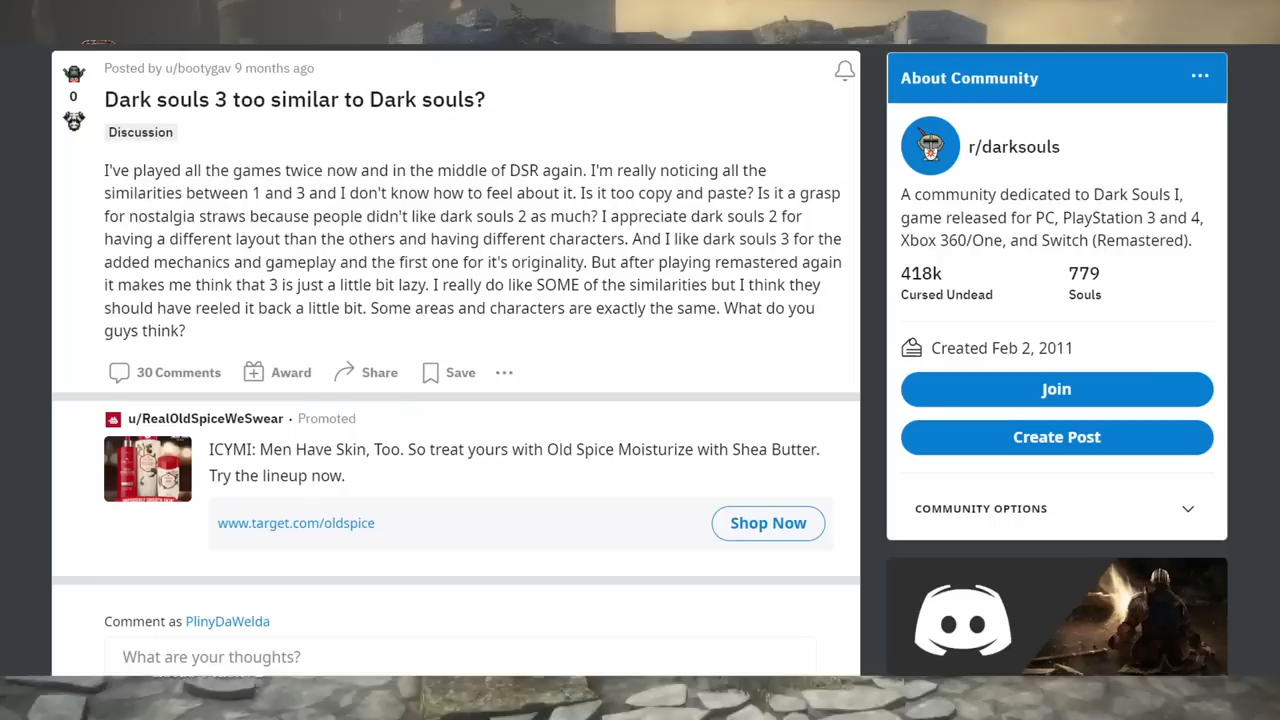 Posted by u/bootygav 9 months ago
0
Dark souls 3 too similar to Dark souls?
Discussion
I've played all the games twice now and in the middle of DSR again. I'm really noticing all the
similarities between 1 and 3 and I don't know how to feel about it. Is it too copy and paste? Is it a grasp
for nostalgia straws because people didn't like dark souls 2 as much? I appreciate dark souls 2 for
having a different layout than the others and having different characters. And I like dark souls 3 for the
added mechanics and gameplay and the first one for it's originality. But after playing remastered again
it makes me think that 3 is just a little bit lazy. I really do like SOME of the similarities but I think they
should have reeled it back a little bit. Some areas and characters are exactly the same. What do you
guys think?
30 Comments Award Share Save
u/RealOldSpiceWeSwear · Promoted
ICYMI: Men Have Skin, Too. So treat yours with Old Spice Moisturize with Shea Butter.
Try the lineup now.
www.target.com/oldspice
Shop Now
Comment as PlinyDaWelda
What are your thoughts?
About Community
r/darksouls
A community dedicated to Dark Souls I,
game released for PC, PlayStation 3 and 4,
Xbox 360/One, and Switch (Remastered).
418k 779
Cursed Undead Souls
Created Feb 2, 2011
Join
Create Post
COMMUNITY OPTIONS